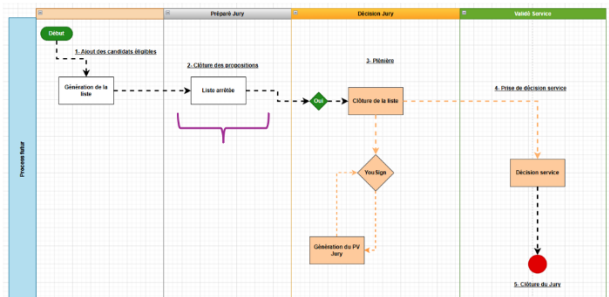 Préparé Jury
Décision Jury
Validé Service
Début
1- Ajout des candidats éligibles
2- Clôture des propositions
3- Plénière
4- Prise de décision service
Génération de la
liste
Liste arrêtée
Oui
Clôture de la liste
Process futur
YouSign
Décision service
Génération du PV
Jury
5- Clôture du Jury